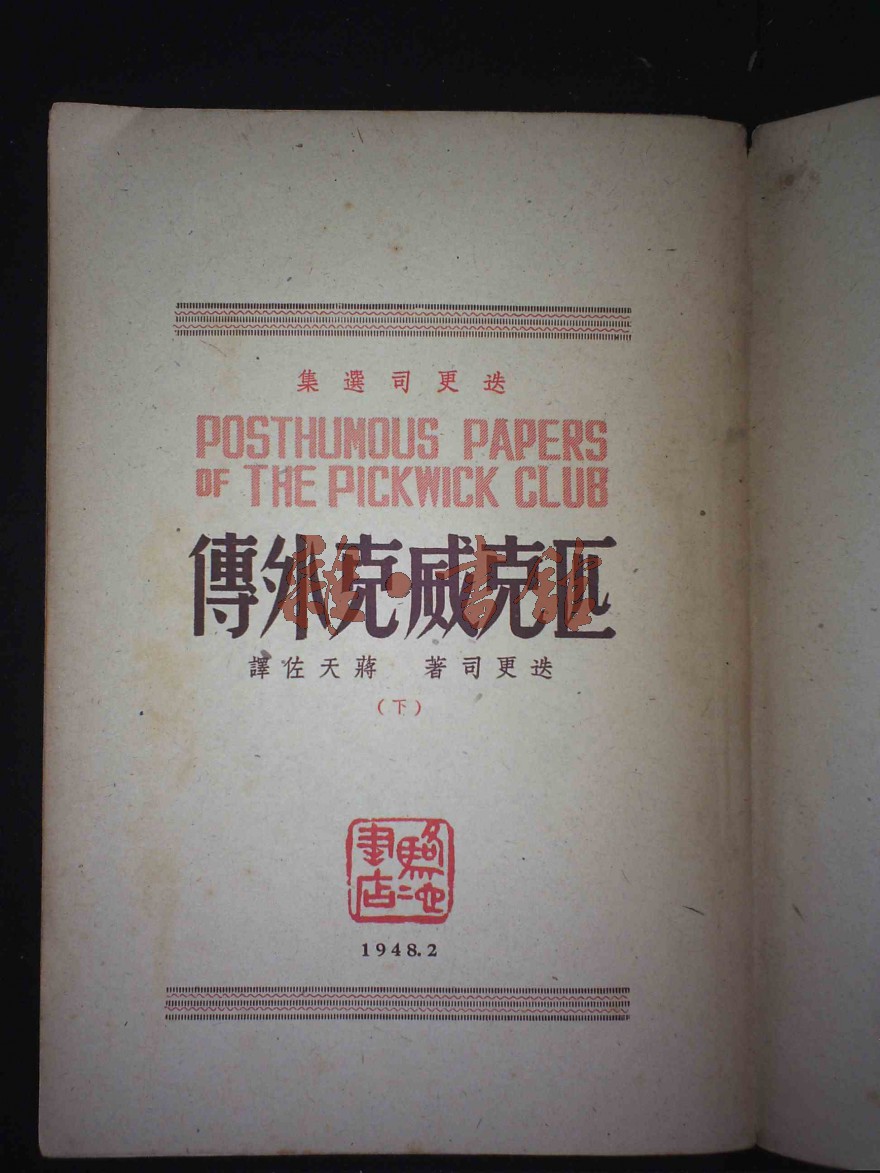 迭更司選集
POSTHUMOUS PAPERS
OF THE PICKWICK CLUB
匹克威克外傳
迭更司著 蔣天佐譯
(下)
駱駝書店
1948.2